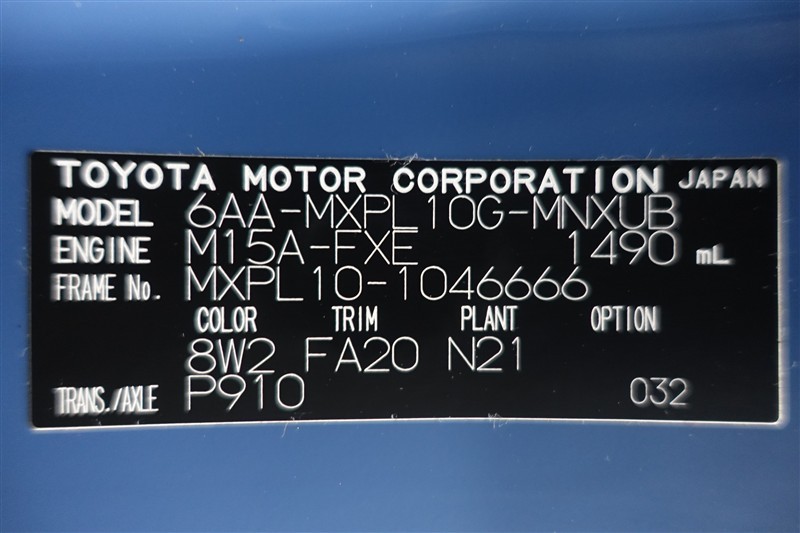 TOYOTA MOTOR CORPORATION JAPAN
MODEL 6AA-MXPL10G-MNXUB
ENGINE M15A-FXE 1490 mL
FRAME No. MXPL10-1046666
COLOR TRIM PLANT OPTION
8W2 FA20 N21
TRANS./AXLE P910 032